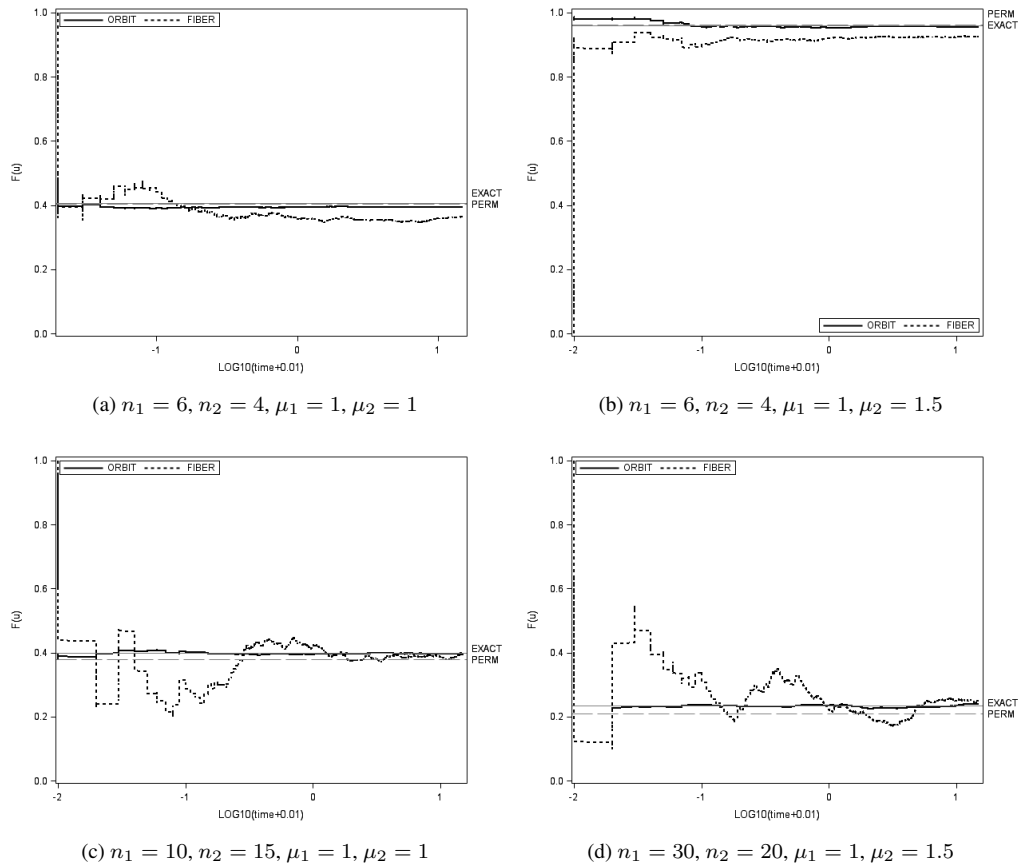 ORBIT FIBER
1.0
0.8
0.6
0.4
0.2
0.0
F(u)
EXACT
PERM
-1 0 1
LOG10(time+0.01)
(a) n₁ = 6, n₂ = 4, μ₁ = 1, μ₂ = 1
1.0
0.8
0.6
0.4
0.2
0.0
F(u)
PERM
EXACT
ORBIT FIBER
-2 -1 0 1
LOG10(time+0.01)
(b) n₁ = 6, n₂ = 4, μ₁ = 1, μ₂ = 1.5
ORBIT FIBER
1.0
0.8
0.6
0.4
0.2
0.0
F(u)
EXACT
PERM
-2 -1 0 1
LOG10(time+0.01)
(c) n₁ = 10, n₂ = 15, μ₁ = 1, μ₂ = 1
ORBIT FIBER
1.0
0.8
0.6
0.4
0.2
0.0
F(u)
EXACT
PERM
-2 -1 0 1
LOG10(time+0.01)
(d) n₁ = 30, n₂ = 20, μ₁ = 1, μ₂ = 1.5